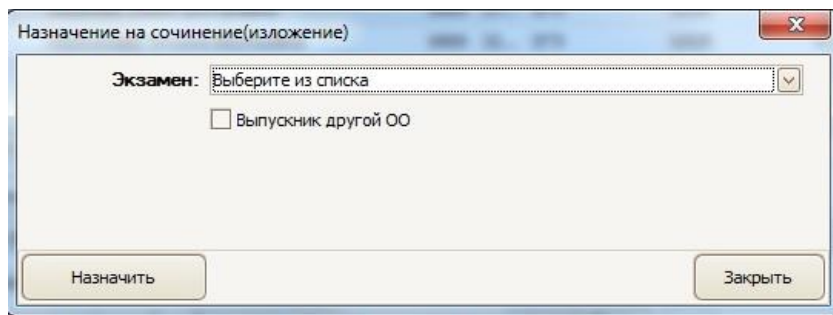 Назначение на сочинение(изложение)
Экзамен: Выберите из списка
Выпускник другой ОО
Назначить Закрыть